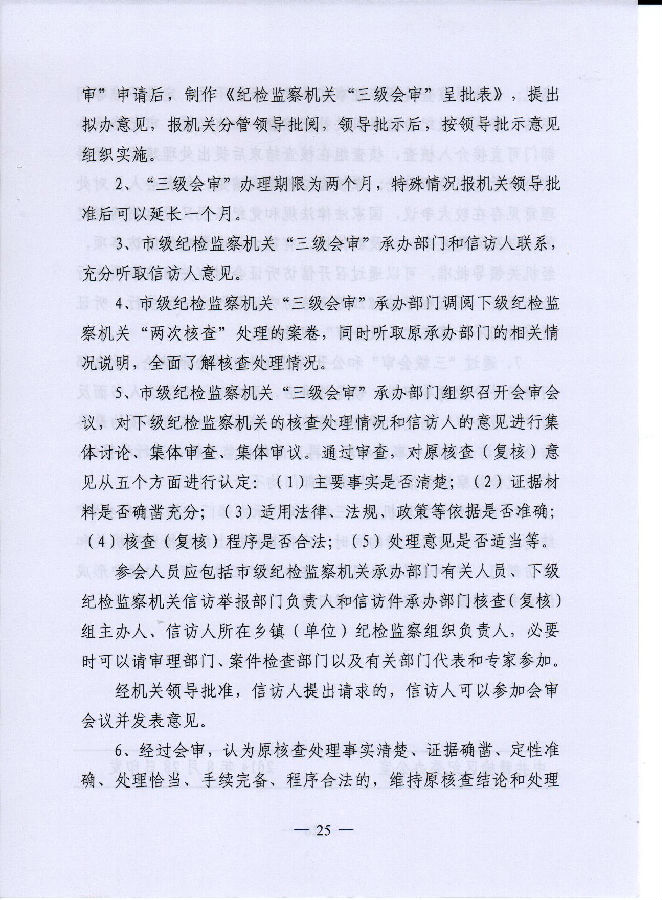 审”申请后，制作《纪检监察机关“三级会审”呈批表》，提出
拟办意见，报机关分管领导批阅，领导批示后，按领导批示意见
组织实施。
2、“三级会审”办理期限为两个月，特殊情况报机关领导批
准后可以延长一个月。
3、市级纪检监察机关“三级会审”承办部门和信访人联系，
充分听取信访人意见。
4、市级纪检监察机关“三级会审”承办部门调阅下级纪检监
察机关“两次核查”处理的案卷，同时听取原承办部门的相关情
况说明，全面了解核查处理情况。
5、市级纪检监察机关“三级会审”承办部门组织召开会审会
议，对下级纪检监察机关的核查处理情况和信访人的意见进行集
体讨论、集体审查、集体审议。通过审查，对原核查（复核）意
见从五个方面进行认定：（1）主要事实是否清楚；（2）证据材
料是否确凿充分；（3）适用法律、法规，政策等依据是否准确；
（4）核查（复核）程序是否合法；（5）处理意见是否适当等。
参会人员应包括市级纪检监察机关承办部门有关人员、下级
纪检监察机关信访举报部门负责人和信访件承办部门核查（复核）
组主办人、信访人所在乡镇（单位）纪检监察组织负责人，必要
时可以请审理部门、案件检查部门以及有关部门代表和专家参加。
经机关领导批准，信访人提出请求的，信访人可以参加会审
会议并发表意见。
6、经过会审，认为原核查处理事实清楚、证据确凿、定性准
确、处理恰当、手续完备、程序合法的，维持原核查结论和处理
— 25 —